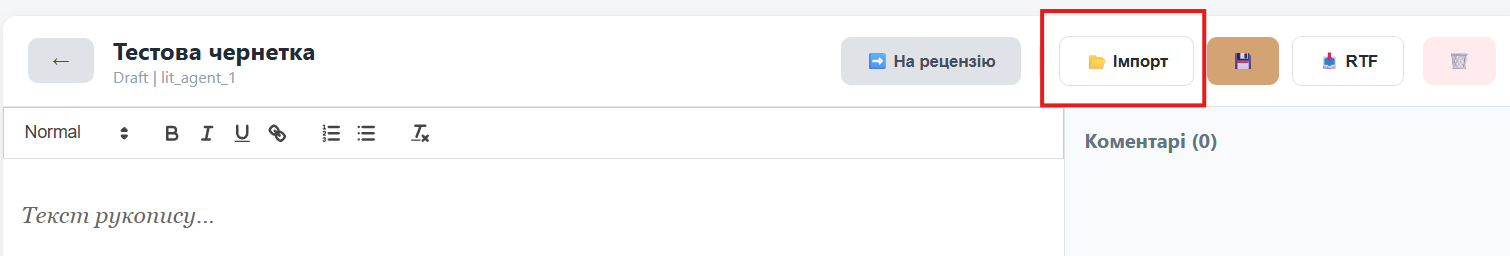 ←
Тестова чернетка
Draft | lit_agent_1
➡️ На рецензію
📂 Імпорт
💾
📥 RTF
🗑️
Normal
B I U
Коментарі (0)
Текст рукопису...